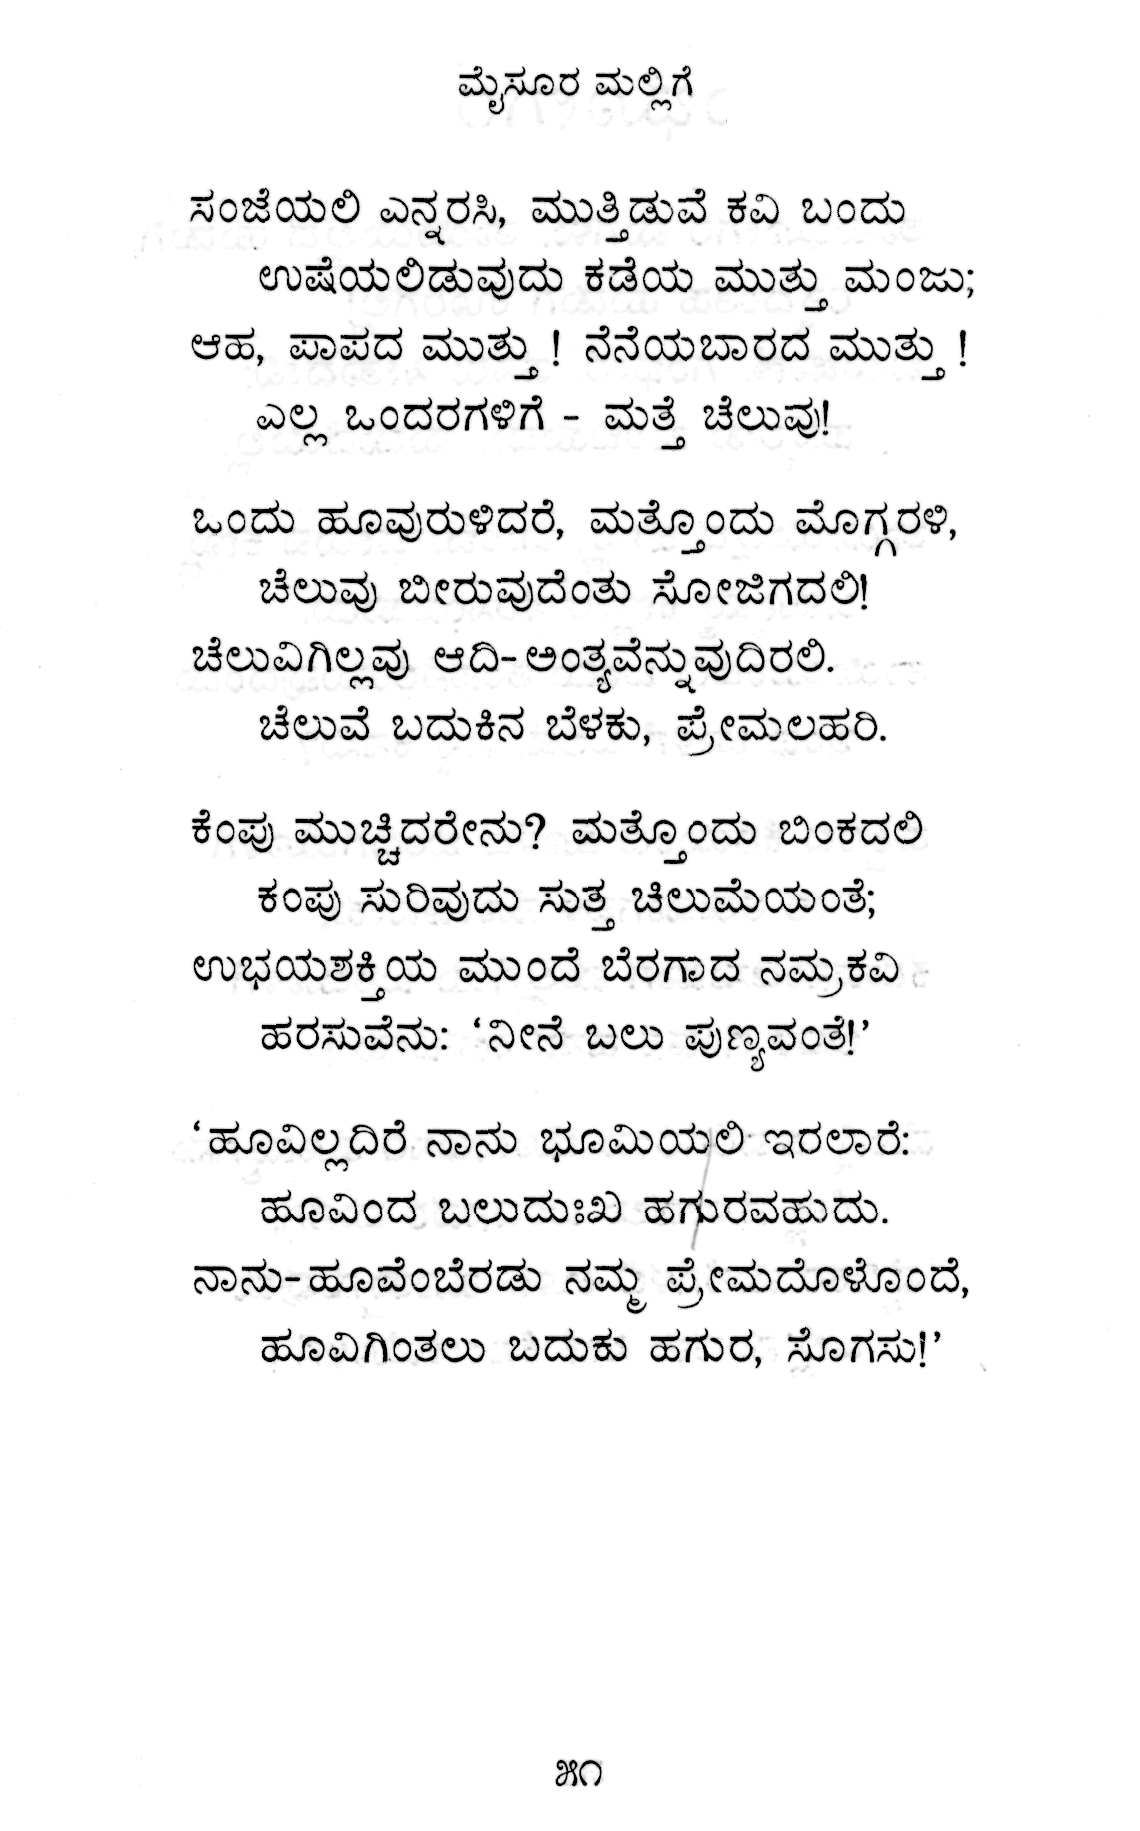 ಮೈಸೂರ ಮಲ್ಲಿಗೆ
ಸಂಜೆಯಲಿ ಎನ್ನರಸಿ, ಮುತ್ತಿಡುವೆ ಕವಿ ಬಂದು
ಉಷೆಯಲಿಡುವುದು ಕಡೆಯ ಮುತ್ತು ಮಂಜು;
ಆಹ, ಪಾಪದ ಮುತ್ತು ! ನೆನೆಯಬಾರದ ಮುತ್ತು !
ಎಲ್ಲ ಒಂದರಗಳಿಗೆ - ಮತ್ತೆ ಚೆಲುವು!
ಒಂದು ಹೂವುರುಳಿದರೆ, ಮತ್ತೊಂದು ಮೊಗ್ಗರಳಿ,
ಚೆಲುವು ಬೀರುವುದೆಂತು ಸೋಜಿಗದಲಿ!
ಚೆಲುವಿಗಿಲ್ಲವು ಆದಿ-ಅಂತ್ಯವೆನ್ನುವುದಿರಲಿ.
ಚೆಲುವೆ ಬದುಕಿನ ಬೆಳಕು, ಪ್ರೇಮಲಹರಿ.
ಕೆಂಪು ಮುಚ್ಚಿದರೇನು? ಮತ್ತೊಂದು ಬಿಂಕದಲಿ
ಕಂಪು ಸುರಿವುದು ಸುತ್ತ ಚಿಲುಮೆಯಂತೆ;
ಉಭಯಶಕ್ತಿಯ ಮುಂದೆ ಬೆರಗಾದ ನಮ್ರಕವಿ
ಹರಸುವೆನು: ‘ನೀನೆ ಬಲು ಪುಣ್ಯವಂತೆ!’
‘ಹೂವಿಲ್ಲದಿರೆ ನಾನು ಭೂಮಿಯಲಿ ಇರಲಾರೆ:
ಹೂವಿಂದ ಬಲುದುಃಖ ಹಗುರವಹುದು.
ನಾನು-ಹೂವೆಂಬೆರಡು ನಮ್ಮ ಪ್ರೇಮದೊಳೊಂದೆ,
ಹೂವಿಗಿಂತಲು ಬದುಕು ಹಗುರ, ಸೊಗಸು!’
೫೧